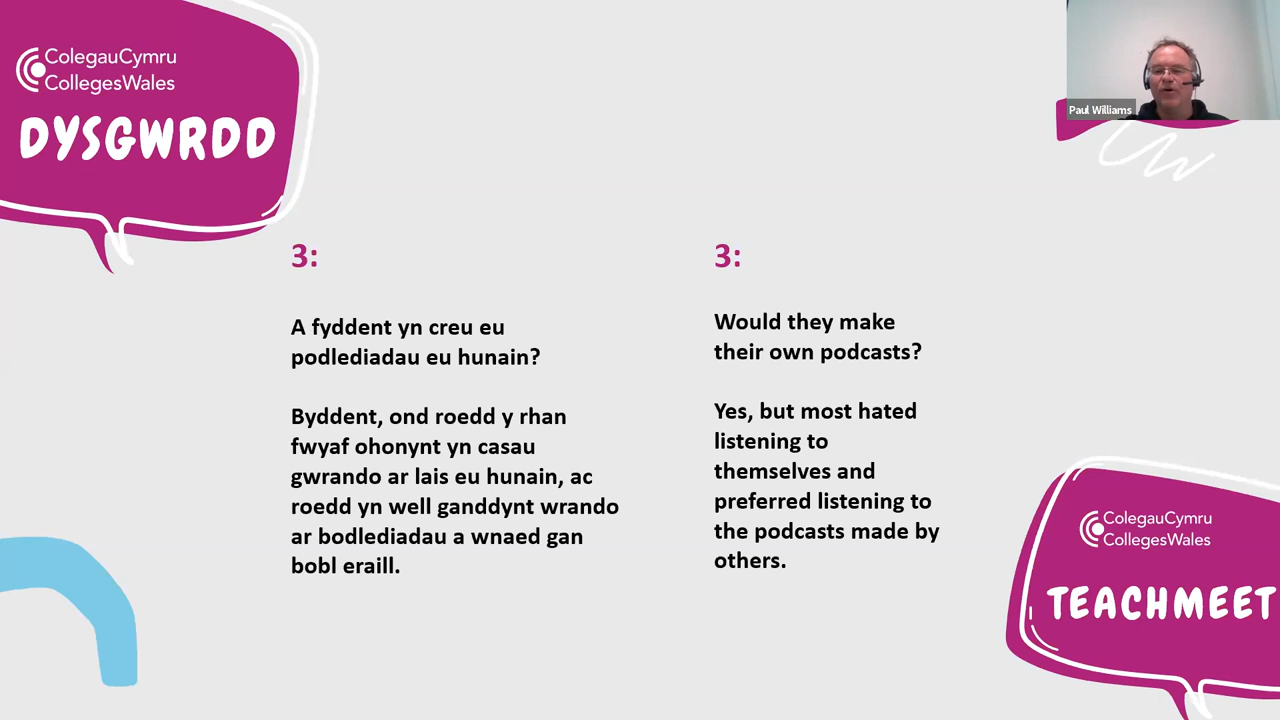 ColegauCymru
CollegesWales
DYSGWRDD
Paul Williams
3:
A fyddent yn creu eu
podlediadau eu hunain?
Byddent, ond roedd y rhan
fwyaf ohonynt yn casau
gwrando ar lais eu hunain, ac
roedd yn well ganddynt wrando
ar bodlediadau a wnaed gan
bobl eraill.
3:
Would they make
their own podcasts?
Yes, but most hated
listening to
themselves and
preferred listening to
the podcasts made by
others.
ColegauCymru
CollegesWales
TEACHMEET